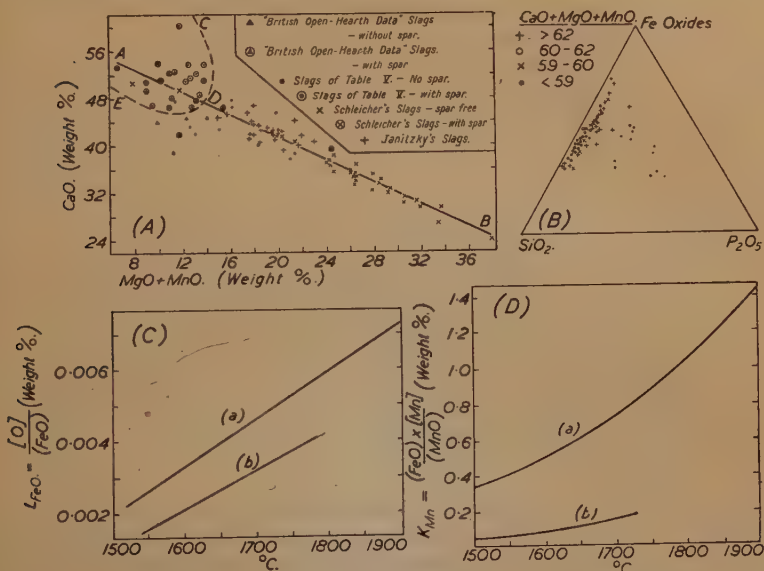 ▲ "British Open-Hearth Data" Slags
- without spar.
"British Open-Hearth Data" Slags.
- with spar
• Slags of Table V. - No spar.
⊙ Slags of Table V. - with spar.
× Schleicher's Slags - spar free
⊗ Schleicher's Slags - with spar
+ Janitzky's Slags.
CaO. (Weight %.)
56
48
40
32
24
A
C
E
D
B
(A)
4 8 12 16 20 24 28 32 36
MgO+MnO. (Weight %.)
CaO+MgO+MnO.
+ > 62
○ 60 - 62
× 59 - 60
• < 59
Fe Oxides
(B)
SiO2.
P2O5
(C)
LFeO. = [O] / (FeO) (Weight %.)
0·006
0·004
0·002
(a)
(b)
1500 1600 1700 1800 1900
°C.
(D)
KMn = (FeO) × [Mn] / (MnO) (Weight %.)
1·4
1·2
1·0
0·8
0·6
0·4
0·2
(a)
(b)
1500 1600 1700 1800 1900
°C.